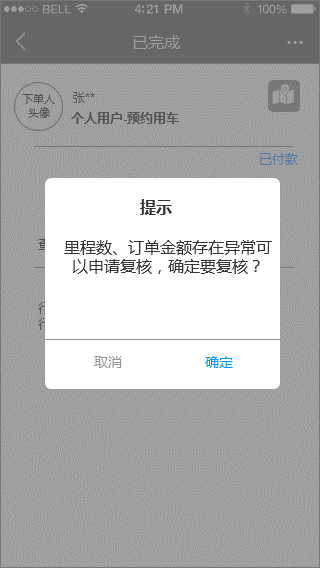 BELL 4:21 PM 100%
已完成
下单人
头像
张**
个人用户-预约用车
已付款
提示
里程数、订单金额存在异常可
以申请复核，确定要复核？
取消 确定